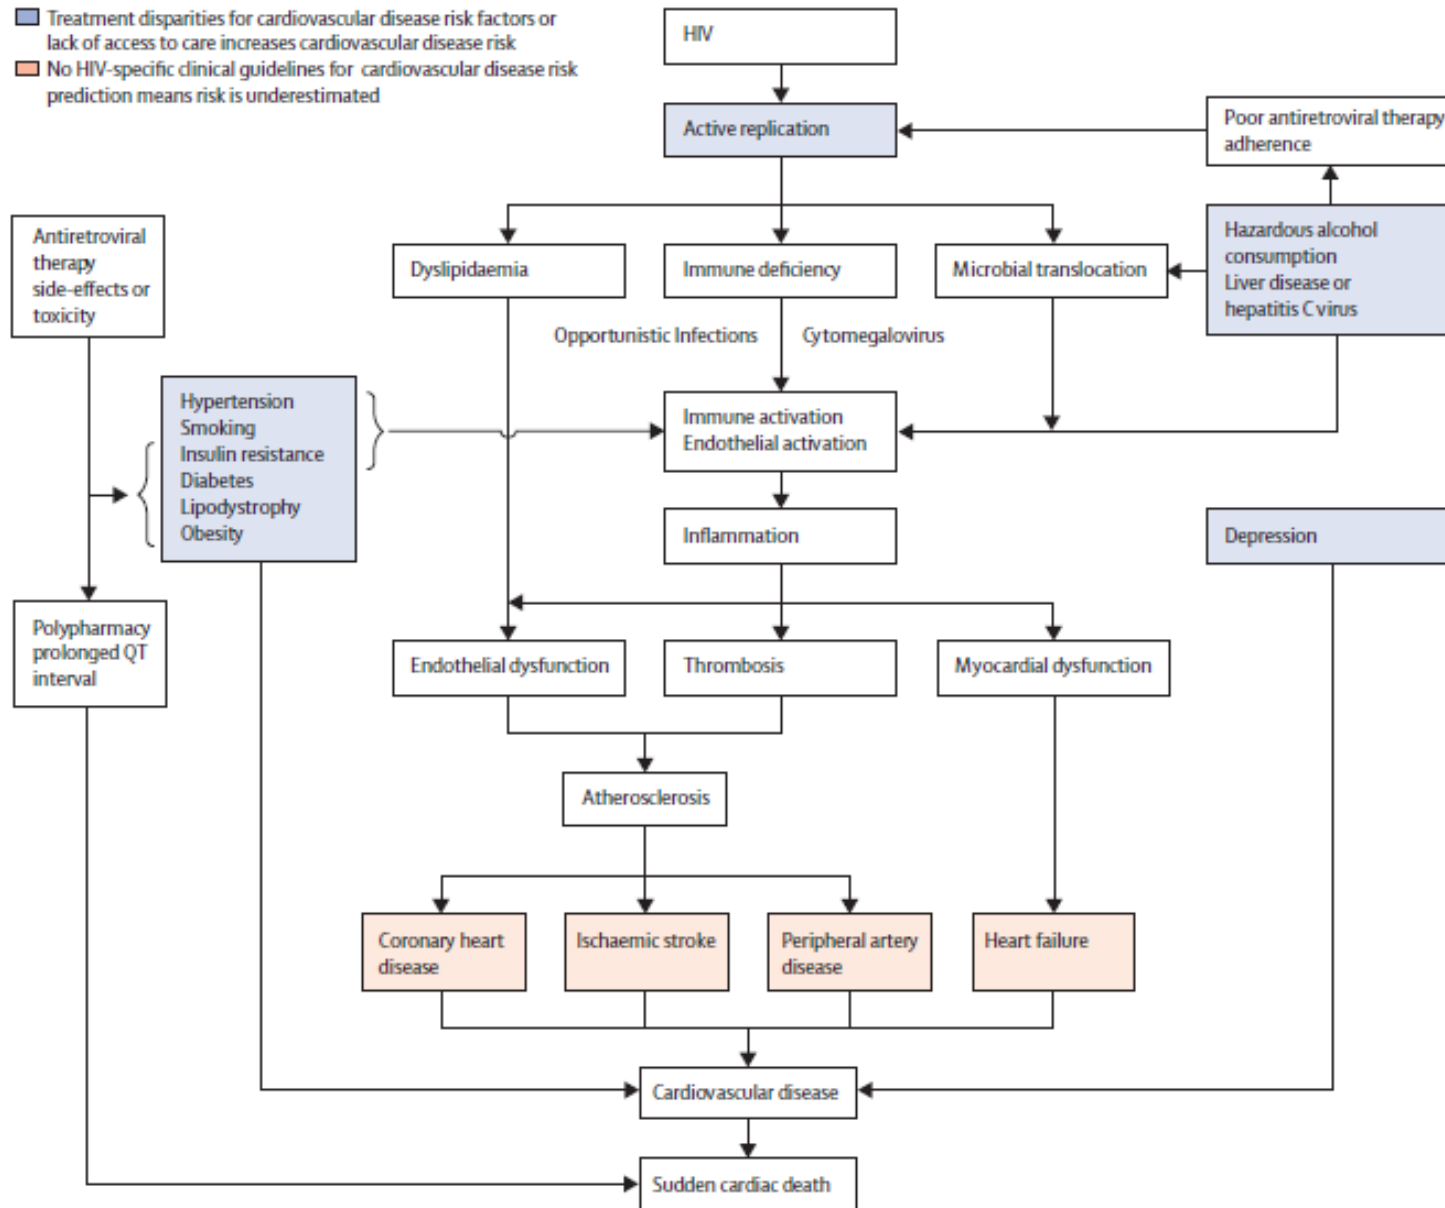 Treatment disparities for cardiovascular disease risk factors or
lack of access to care increases cardiovascular disease risk
No HIV-specific clinical guidelines for cardiovascular disease risk
prediction means risk is underestimated
HIV
Active replication
Poor antiretroviral therapy
adherence
Antiretroviral
therapy
side-effects or
toxicity
Dyslipidaemia
Immune deficiency
Microbial translocation
Hazardous alcohol
consumption
Liver disease or
hepatitis C virus
Opportunistic Infections
Cytomegalovirus
Hypertension
Smoking
Insulin resistance
Diabetes
Lipodystrophy
Obesity
Immune activation
Endothelial activation
Inflammation
Depression
Polypharmacy
prolonged QT
interval
Endothelial dysfunction
Thrombosis
Myocardial dysfunction
Atherosclerosis
Coronary heart
disease
Ischaemic stroke
Peripheral artery
disease
Heart failure
Cardiovascular disease
Sudden cardiac death